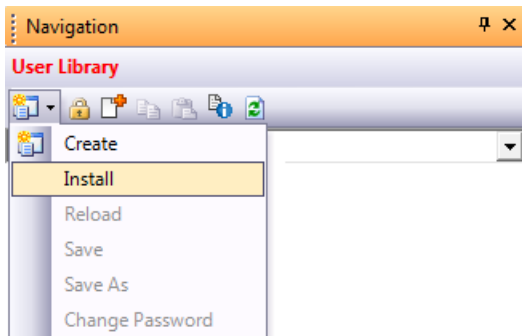 Navigation
User Library
Create
Install
Reload
Save
Save As
Change Password